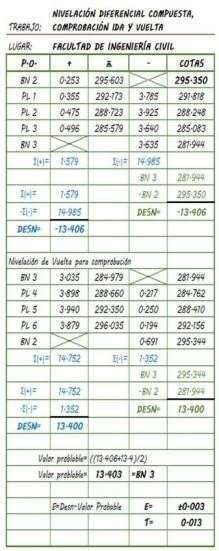 NIVELACIÓN DIFERENCIAL COMPUESTA,
TRABAJO: COMPROBACIÓN IDA Y VUELTA
LUGAR: FACULTAD DE INGENIERÍA CIVIL
P.O. + ⊼ - COTAS
BN 2 0.253 295.603 295.350
PL 1 0.355 292.173 3.785 291.818
PL 2 0.475 288.723 3.925 288.248
PL 3 0.496 285.579 3.640 285.083
BN 3 3.635 281.944
Σ(+)= 1.579 Σ(-)= 14.985
BN 3 281.944
Σ(+)= 1.579 -BN 2 295.350
-Σ(-)= 14.985 DESN= -13.406
DESN= -13.406
Nivelación de Vuelta para comprobución
BN 3 3.035 284.979 281.944
PL 4 3.898 288.660 0.217 284.762
PL 5 3.940 292.350 0.250 288.410
PL 6 3.879 296.035 0.194 292.156
BN 2 0.691 295.344
Σ(+)= 14.752 Σ(-)= 1.352
BN 3 295.344
Σ(+)= 14.752 -BN 2 281.944
-Σ(-)= 1.352 DESN= 13.400
DESN= 13.400
Valor problable= ((13.406+13.4)/2)
Valor problable= 13.403 =BN 3
E=Desn-Valor Probable E= ±0.003
T= 0.013